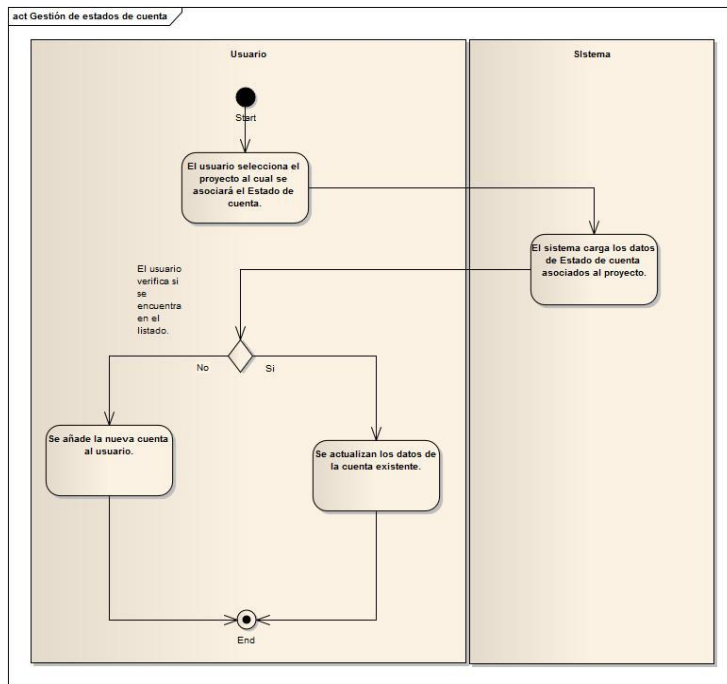 act Gestión de estados de cuenta
Usuario
Sistema
Start
El usuario selecciona el
proyecto al cual se
asociará el Estado de
cuenta.
El sistema carga los datos
de Estado de cuenta
asociados al proyecto.
El usuario
verifica si
se
encuentra
en el
listado.
No
Si
Se añade la nueva cuenta
al usuario.
Se actualizan los datos de
la cuenta existente.
End